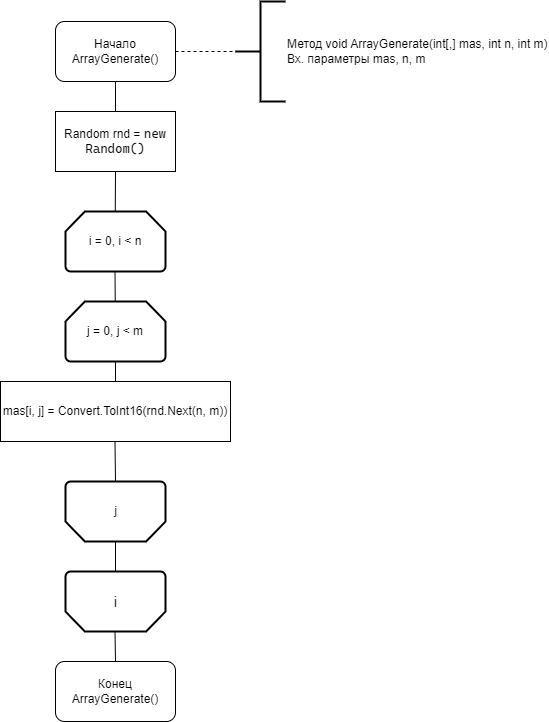 Начало
ArrayGenerate()
Метод void ArrayGenerate(int[,] mas, int n, int m)
Вх. параметры mas, n, m
Random rnd = new
Random()
i = 0, i < n
j = 0, j < m
mas[i, j] = Convert.ToInt16(rnd.Next(n, m))
j
i
Конец
ArrayGenerate()